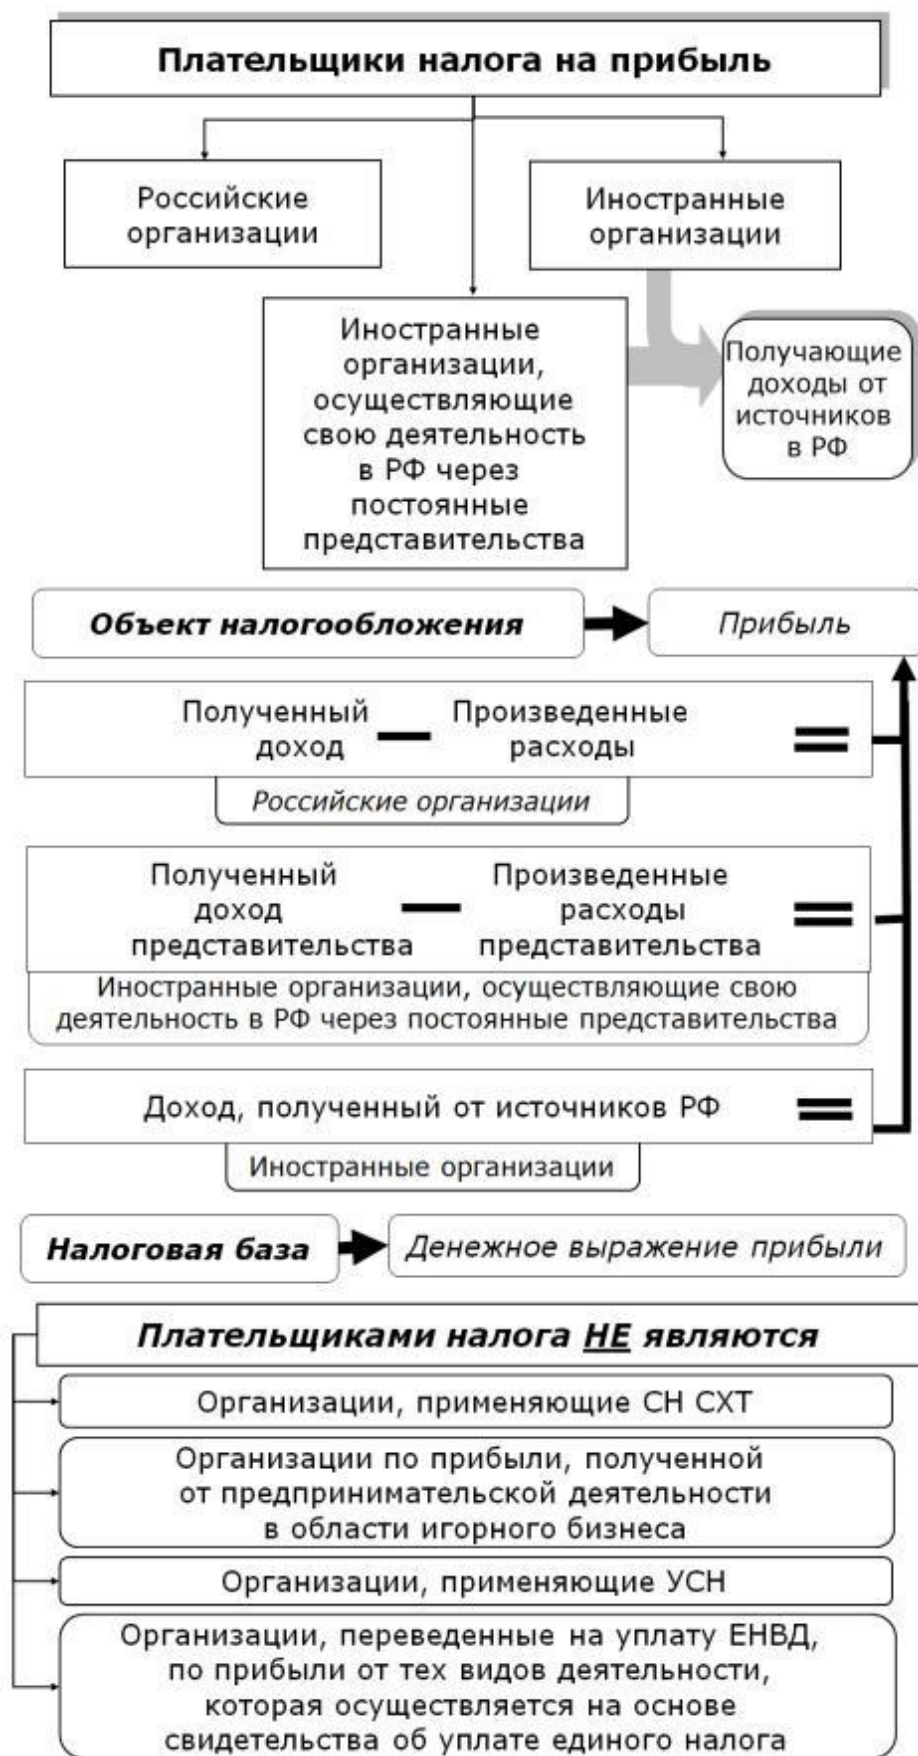 Плательщики налога на прибыль
Российские
организации
Иностранные
организации
Иностранные
организации,
осуществляющие
свою деятельность
в РФ через
постоянные
представительства
Получающие
доходы от
источников
в РФ
Объект налогообложения
Прибыль
Полученный
доход
—
Произведенные
расходы
=
Российские организации
Полученный
доход
представительства
—
Произведенные
расходы
представительства
=
Иностранные организации, осуществляющие свою
деятельность в РФ через постоянные представительства
Доход, полученный от источников РФ
=
Иностранные организации
Налоговая база
Денежное выражение прибыли
Плательщиками налога НЕ являются
Организации, применяющие СН СХТ
Организации по прибыли, полученной
от предпринимательской деятельности
в области игорного бизнеса
Организации, применяющие УСН
Организации, переведенные на уплату ЕНВД,
по прибыли от тех видов деятельности,
которая осуществляется на основе
свидетельства об уплате единого налога